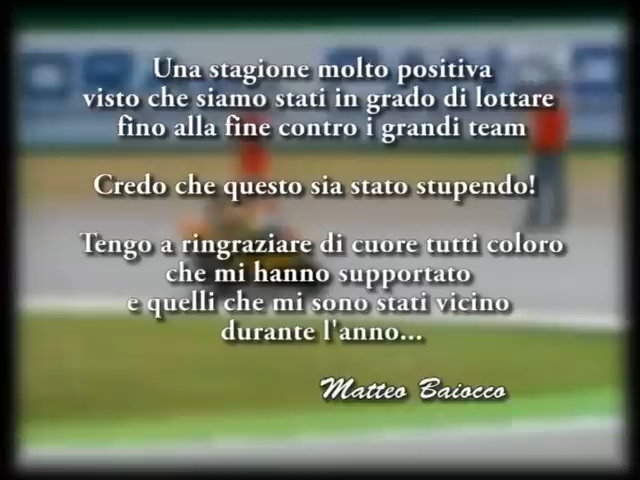 Una stagione molto positiva
visto che siamo stati in grado di lottare
fino alla fine contro i grandi team
Credo che questo sia stato stupendo!
Tengo a ringraziare di cuore tutti coloro
che mi hanno supportato
e quelli che mi sono stati vicino
durante l'anno...
Matteo Baiocco